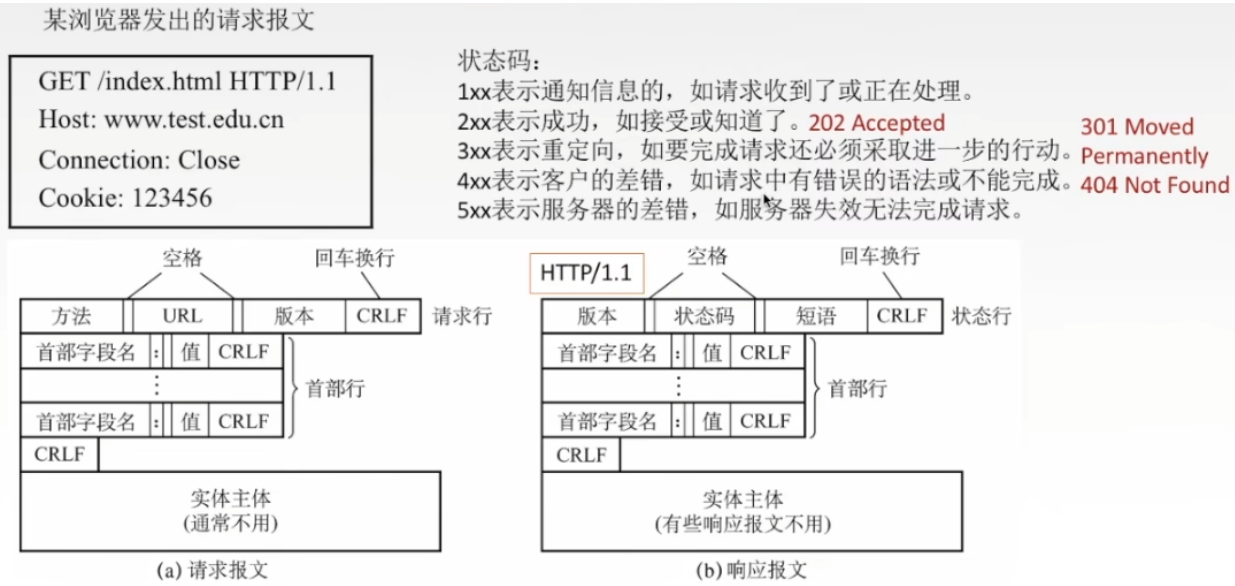 某浏览器发出的请求报文
GET /index.html HTTP/1.1
Host: www.test.edu.cn
Connection: Close
Cookie: 123456
状态码：
1xx表示通知信息的，如请求收到了或正在处理。
2xx表示成功，如接受或知道了。202 Accepted
3xx表示重定向，如要完成请求还必须采取进一步的行动。301 Moved Permanently
4xx表示客户的差错，如请求中有错误的语法或不能完成。404 Not Found
5xx表示服务器的差错，如服务器失效无法完成请求。
空格 回车换行
方法 URL 版本 CRLF 请求行
首部字段名 : 值 CRLF
⋮ 首部行
首部字段名 : 值 CRLF
CRLF
实体主体
(通常不用)
(a) 请求报文
HTTP/1.1 空格 回车换行
版本 状态码 短语 CRLF 状态行
首部字段名 : 值 CRLF
⋮ 首部行
首部字段名 : 值 CRLF
CRLF
实体主体
(有些响应报文不用)
(b) 响应报文